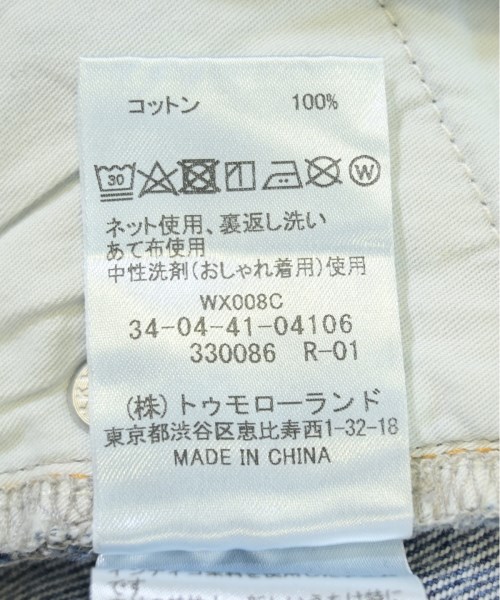 コットン 100%
30 W
ネット使用、裏返し洗い
あて布使用
中性洗剤(おしゃれ着用)使用
WX008C
34-04-41-04106
330086 R-01
(株)トゥモローランド
東京都渋谷区恵比寿西1-32-18
MADE IN CHINA
です